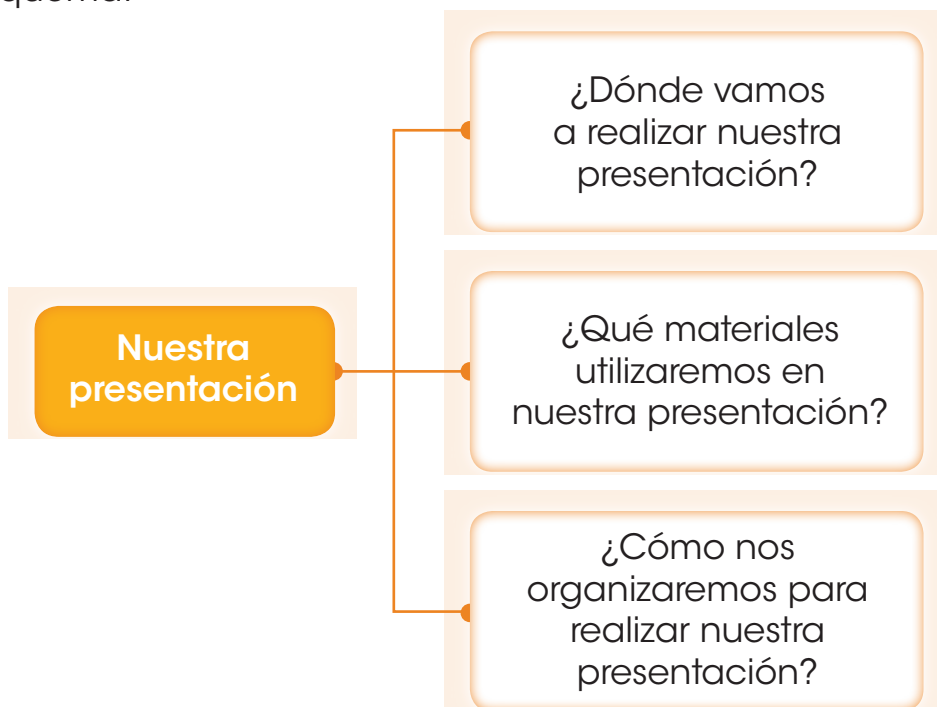 Nuestra
presentación
¿Dónde vamos
a realizar nuestra
presentación?
¿Qué materiales
utilizaremos en
nuestra presentación?
¿Cómo nos
organizaremos para
realizar nuestra
presentación?